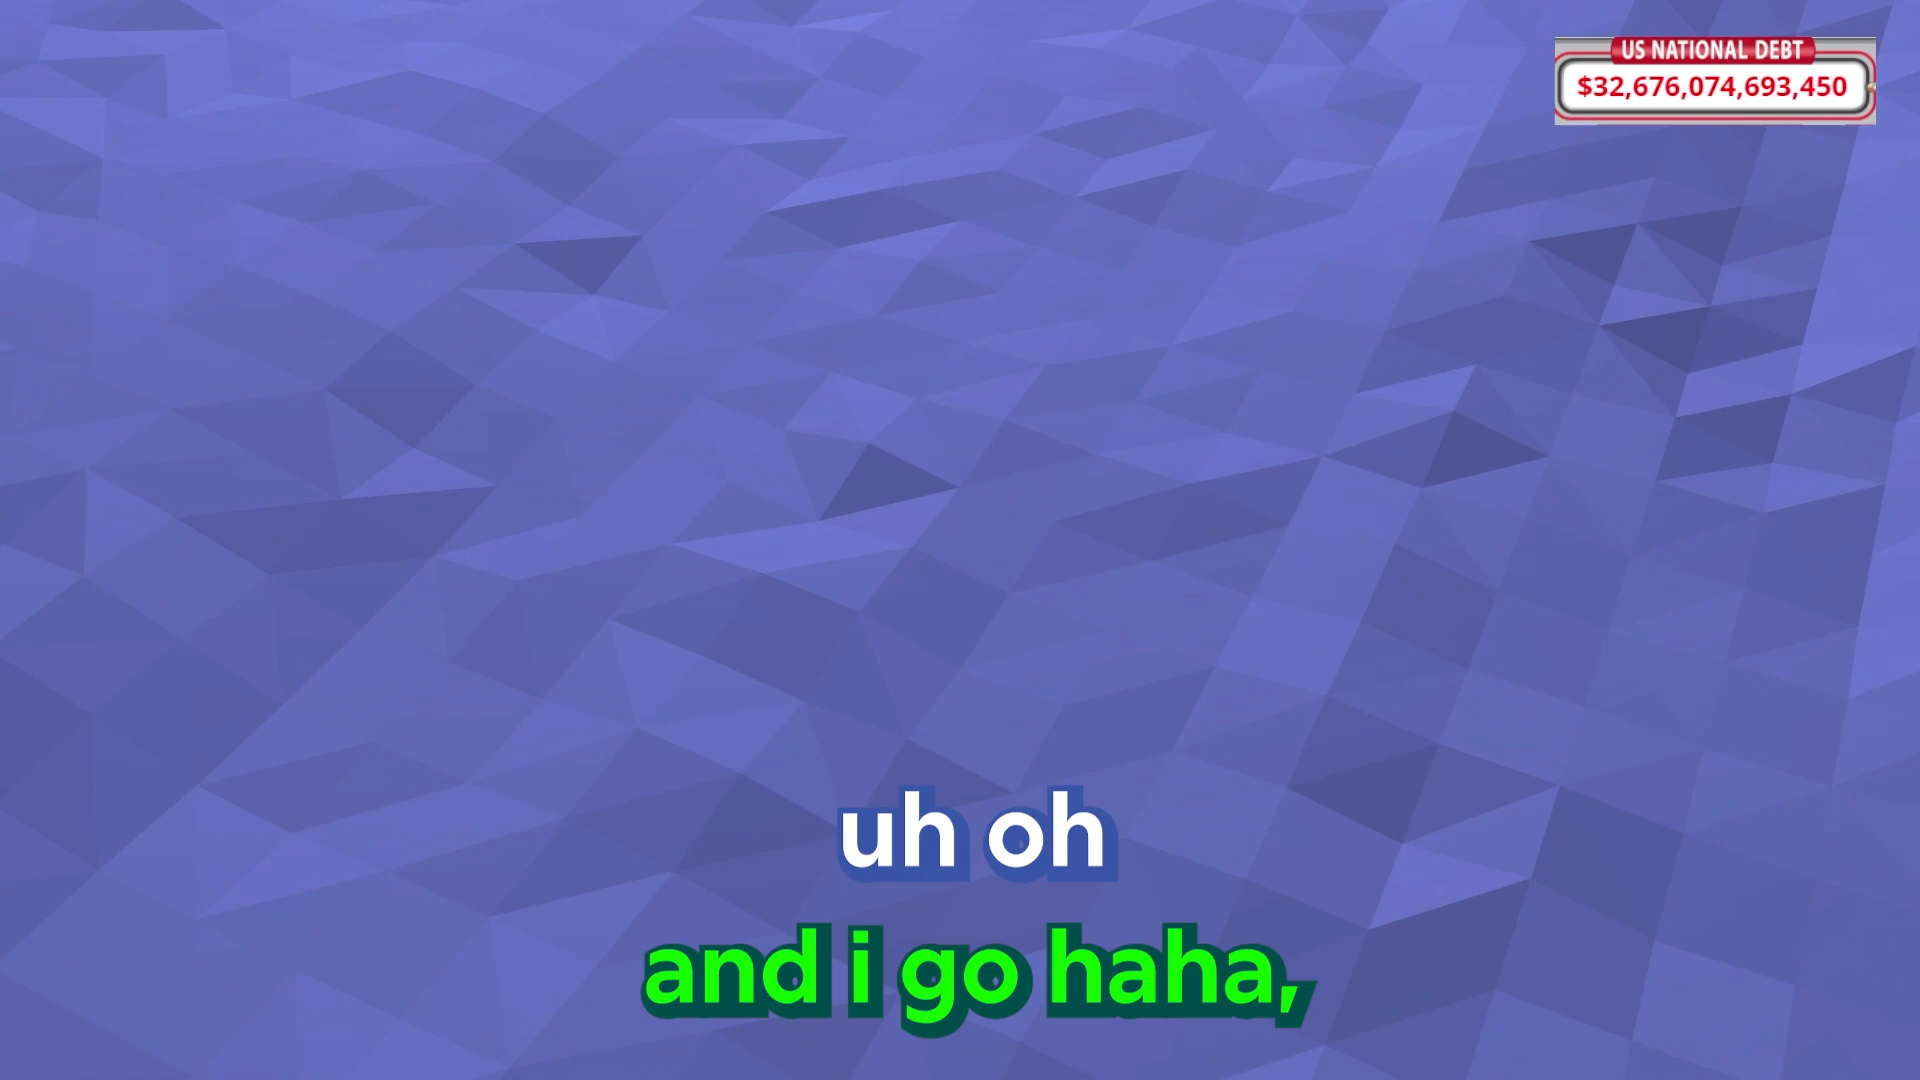 US NATIONAL DEBT
$32,676,074,693,450
uh oh
and i go haha,